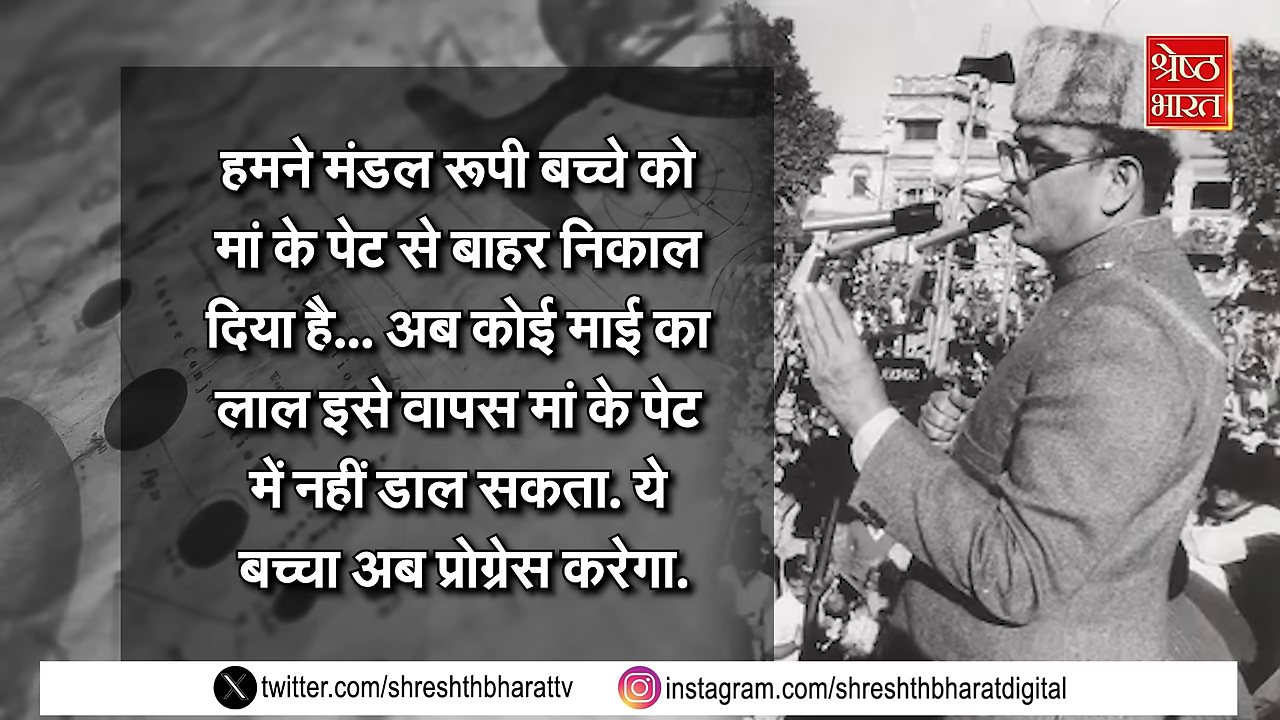 हमने मंडल रूपी बच्चे को
मां के पेट से बाहर निकाल
दिया है... अब कोई माई का
लाल इसे वापस मां के पेट
में नहीं डाल सकता. ये
बच्चा अब प्रोग्रेस करेगा.
श्रेष्ठ
भारत
twitter.com/shreshthbharattv
instagram.com/shreshthbharatdigital